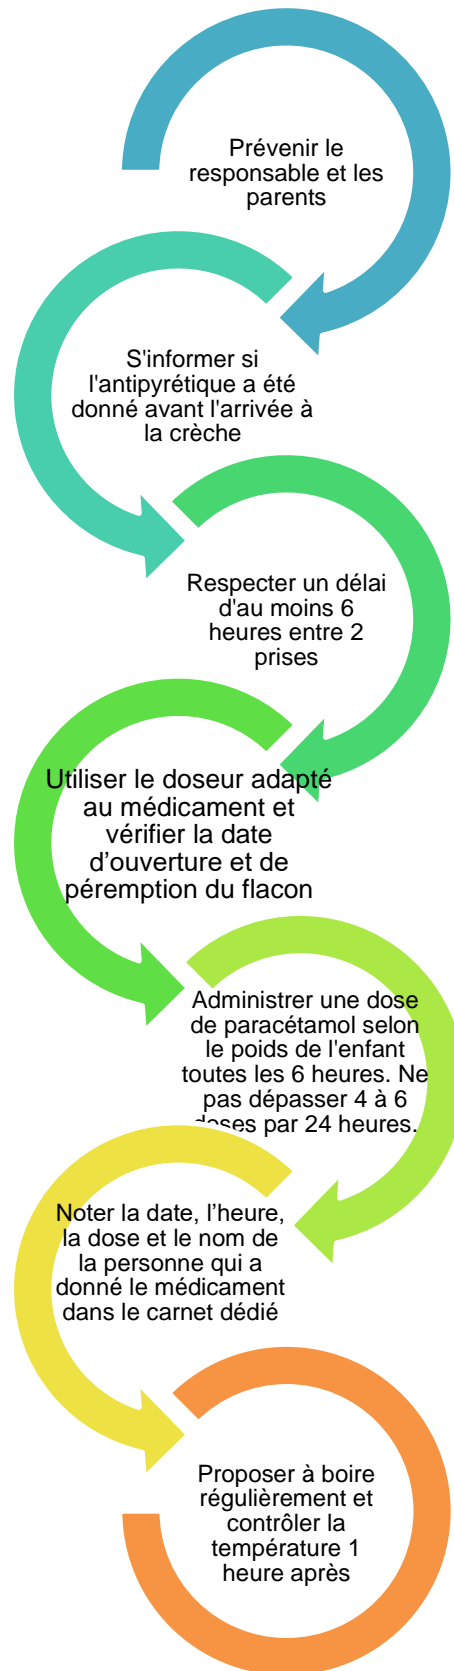 Prévenir le
responsable et les
parents
S'informer si
l'antipyrétique a été
donné avant l'arrivée à
la crèche
Respecter un délai
d'au moins 6
heures entre 2
prises
Utiliser le doseur adapté
au médicament et
vérifier la date
d’ouverture et de
péremption du flacon
Administrer une dose
de paracétamol selon
le poids de l'enfant
toutes les 6 heures. Ne
pas dépasser 4 à 6
doses par 24 heures.
Noter la date, l’heure,
la dose et le nom de
la personne qui a
donné le médicament
dans le carnet dédié
Proposer à boire
régulièrement et
contrôler la
température 1
heure après